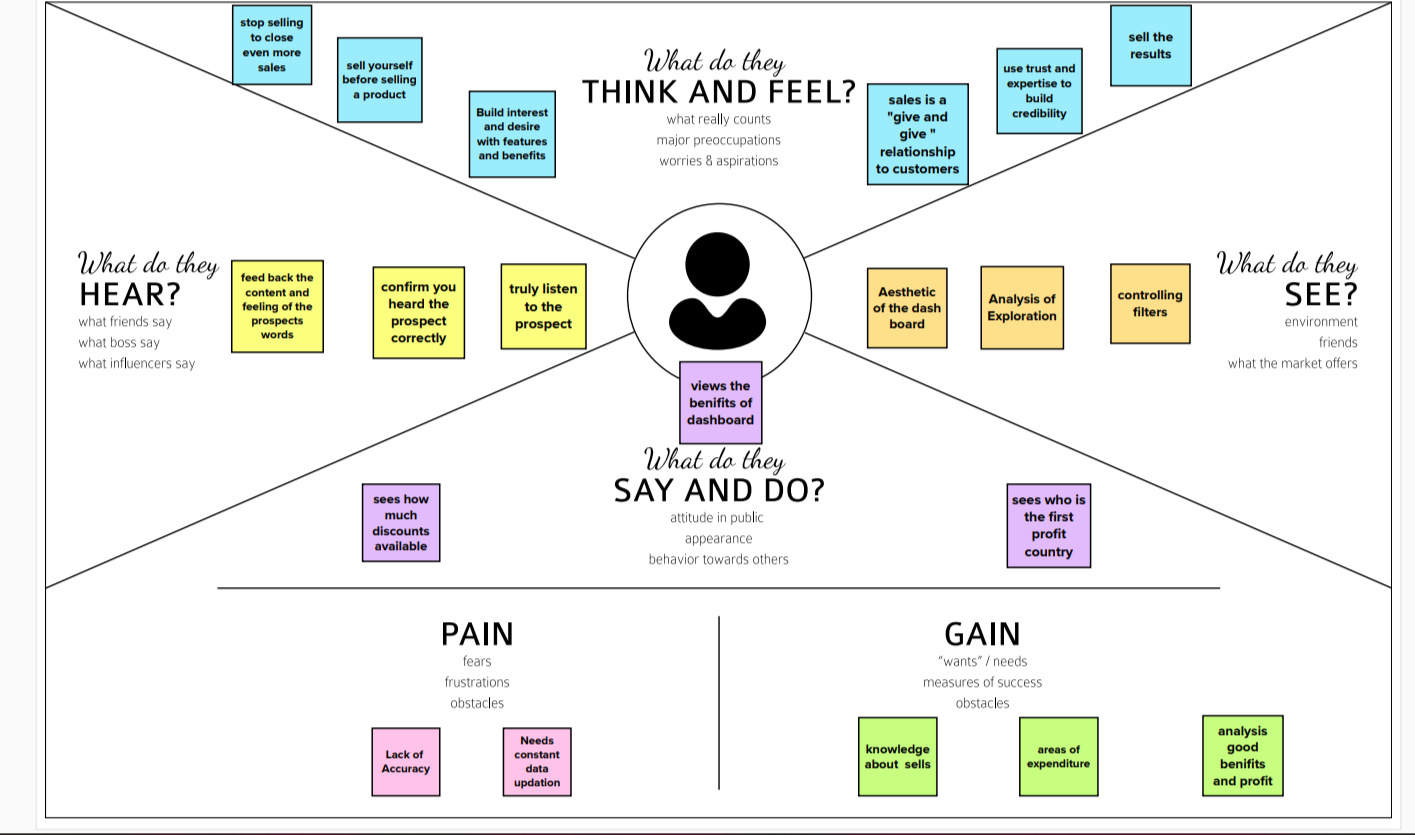 stop selling
to close
even more
sales
sell yourself
before selling
a product
Build interest
and desire
with features
and benefits
What do they
THINK AND FEEL?
what really counts
major preoccupations
worries & aspirations
sales is a
"give and
give "
relationship
to customers
use trust and
expertise to
build
credibility
sell the
results
What do they
HEAR?
what friends say
what boss say
what influencers say
feed back the
content and
feeling of the
prospects
words
confirm you
heard the
prospect
correctly
truly listen
to the
prospect
Aesthetic
of the dash
board
Analysis of
Exploration
controlling
filters
What do they
SEE?
environment
friends
what the market offers
views the
benifits of
dashboard
What do they
SAY AND DO?
attitude in public
appearance
behavior towards others
sees how
much
discounts
available
sees who is
the first
profit
country
PAIN
fears
frustrations
obstacles
Lack of
Accuracy
Needs
constant
data
updation
GAIN
"wants" / needs
measures of success
obstacles
knowledge
about  sells
areas of
expenditure
analysis
good
benifits
and profit